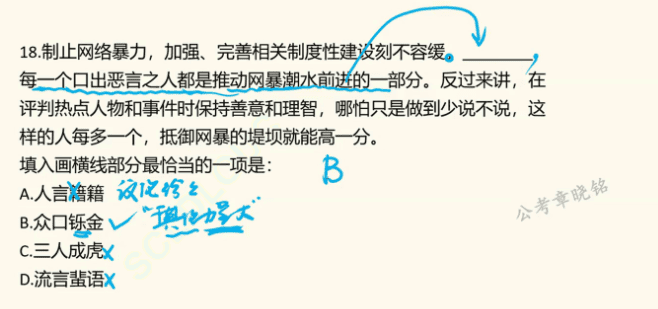 18.制止网络暴力，加强、完善相关制度性建设刻不容缓。________，
每一个口出恶言之人都是推动网暴潮水前进的一部分。反过来讲，在
评判热点人物和事件时保持善意和理智，哪怕只是做到少说不说，这
样的人每多一个，抵御网暴的堤坝就能高一分。
填入画横线部分最恰当的一项是：
B
A.人言籍籍 议论纷纷
B.众口铄金
C.三人成虎
D.流言蜚语
公考章晓铭